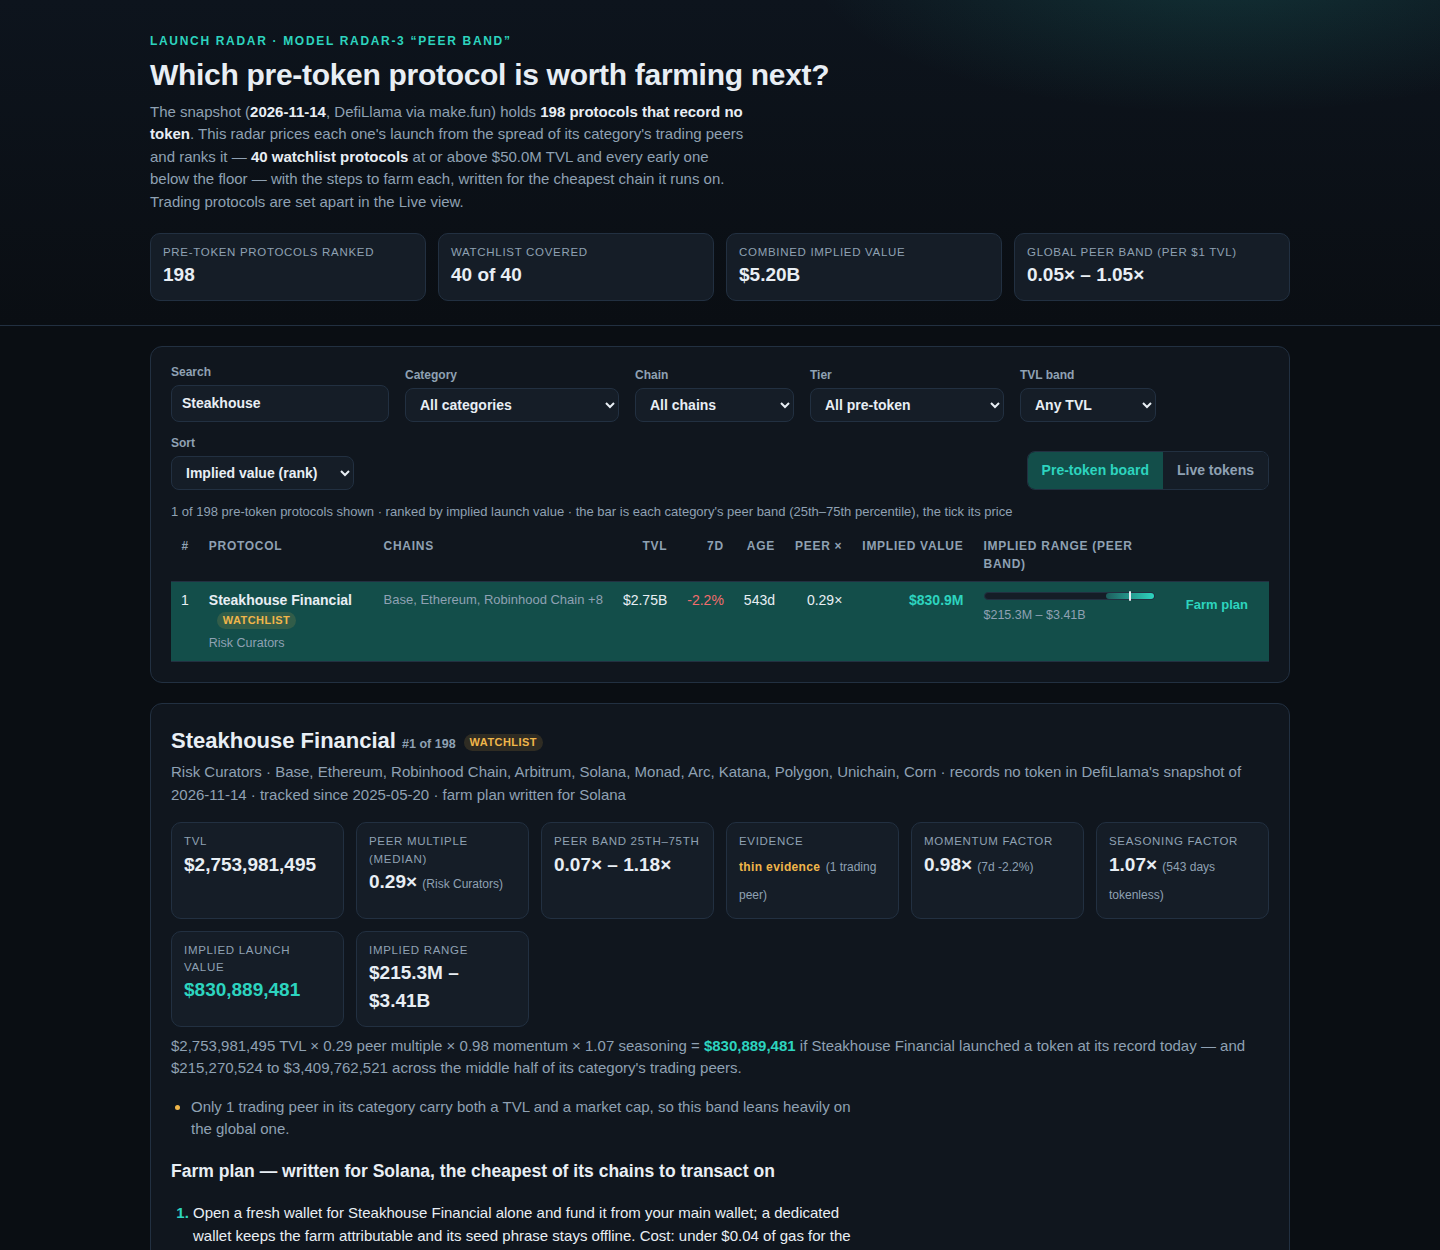 LAUNCH RADAR · MODEL RADAR-3 “PEER BAND”
Which pre-token protocol is worth farming next?
The snapshot (2026-11-14, DefiLlama via make.fun) holds 198 protocols that record no
token. This radar prices each one's launch from the spread of its category's trading peers
and ranks it — 40 watchlist protocols at or above $50.0M TVL and every early one
below the floor — with the steps to farm each, written for the cheapest chain it runs on.
Trading protocols are set apart in the Live view.
PRE-TOKEN PROTOCOLS RANKED
198
WATCHLIST COVERED
40 of 40
COMBINED IMPLIED VALUE
$5.20B
GLOBAL PEER BAND (PER $1 TVL)
0.05× – 1.05×
Search
Steakhouse
Category
All categories
Chain
All chains
Tier
All pre-token
TVL band
Any TVL
Sort
Implied value (rank)
Pre-token board
Live tokens
1 of 198 pre-token protocols shown · ranked by implied launch value · the bar is each category's peer band (25th–75th percentile), the tick its price
# PROTOCOL CHAINS TVL 7D AGE PEER × IMPLIED VALUE IMPLIED RANGE (PEER
BAND)
1 Steakhouse Financial Base, Ethereum, Robinhood Chain +8 $2.75B -2.2% 543d 0.29× $830.9M
WATCHLIST
Risk Curators
$215.3M – $3.41B
Farm plan
Steakhouse Financial #1 of 198 WATCHLIST
Risk Curators · Base, Ethereum, Robinhood Chain, Arbitrum, Solana, Monad, Arc, Katana, Polygon, Unichain, Corn · records no token in DefiLlama's snapshot of
2026-11-14 · tracked since 2025-05-20 · farm plan written for Solana
TVL
$2,753,981,495
PEER MULTIPLE
(MEDIAN)
0.29× (Risk Curators)
PEER BAND 25TH–75TH
0.07× – 1.18×
EVIDENCE
thin evidence (1 trading
peer)
MOMENTUM FACTOR
0.98× (7d -2.2%)
SEASONING FACTOR
1.07× (543 days
tokenless)
IMPLIED LAUNCH
VALUE
$830,889,481
IMPLIED RANGE
$215.3M –
$3.41B
$2,753,981,495 TVL × 0.29 peer multiple × 0.98 momentum × 1.07 seasoning = $830,889,481 if Steakhouse Financial launched a token at its record today — and
$215,270,524 to $3,409,762,521 across the middle half of its category's trading peers.
Only 1 trading peer in its category carry both a TVL and a market cap, so this band leans heavily on
the global one.
Farm plan — written for Solana, the cheapest of its chains to transact on
1. Open a fresh wallet for Steakhouse Financial alone and fund it from your main wallet; a dedicated
wallet keeps the farm attributable and its seed phrase stays offline. Cost: under $0.04 of gas for the